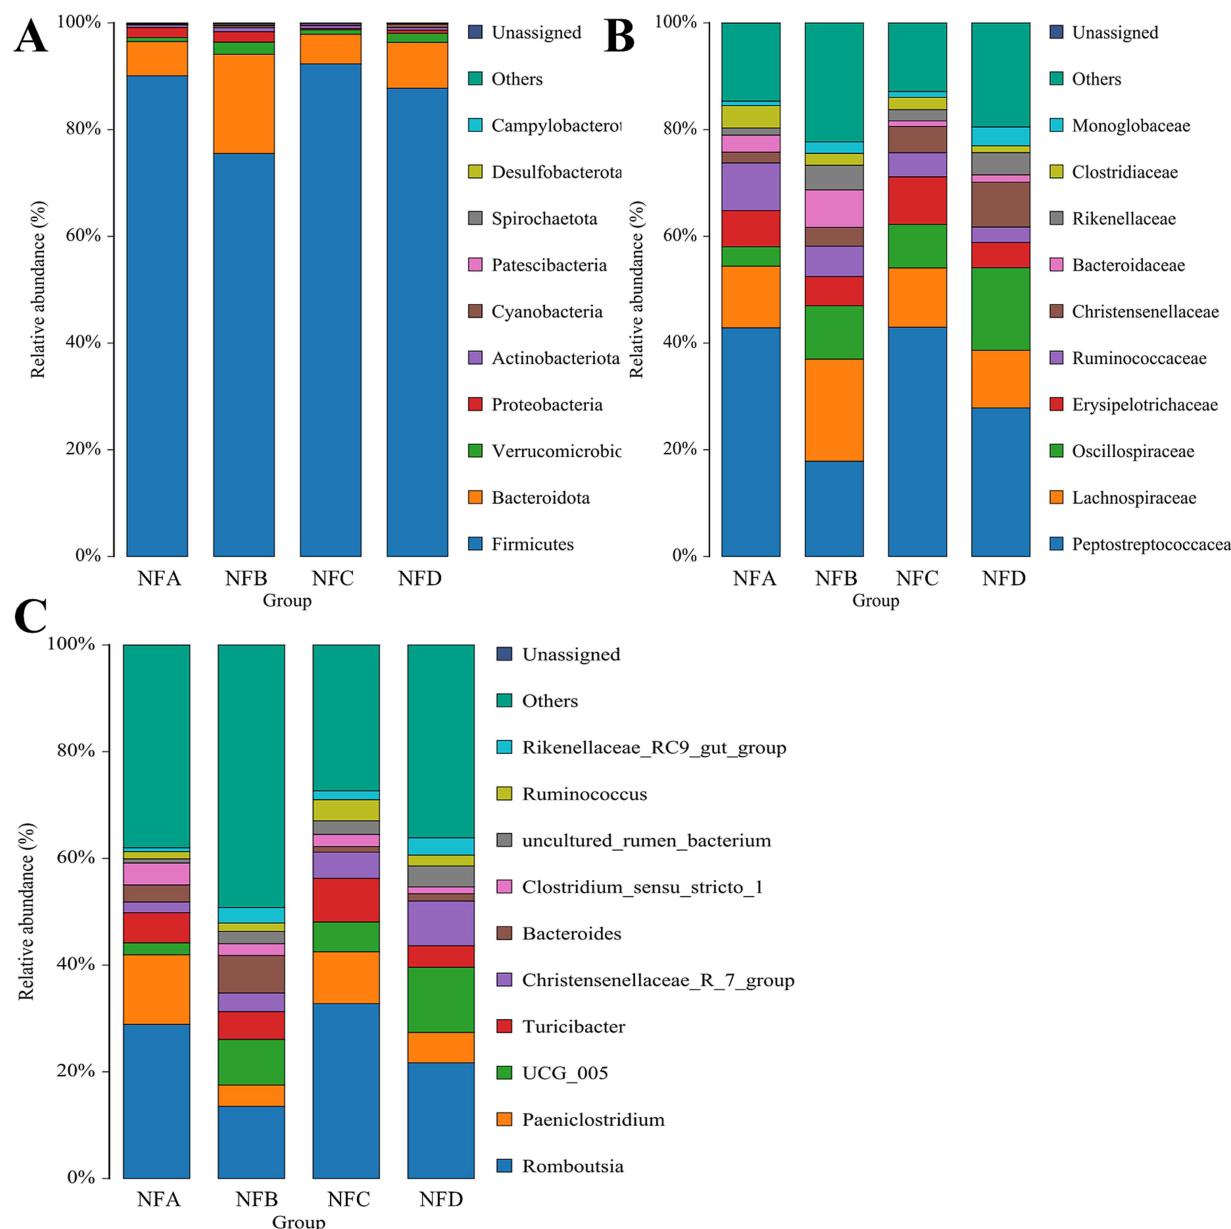 A
100%
80%
60%
40%
20%
0%
Relative abundance (%)
NFA
NFB
NFC
NFD
Group
Unassigned
Others
Campylobacterot
Desulfobacterota
Spirochaetota
Patescibacteria
Cyanobacteria
Actinobacteriota
Proteobacteria
Verrucomicrobic
Bacteroidota
Firmicutes
B
100%
80%
60%
40%
20%
0%
Relative abundance (%)
NFA
NFB
NFC
NFD
Group
Unassigned
Others
Monoglobaceae
Clostridiaceae
Rikenellaceae
Bacteroidaceae
Christensenellaceae
Ruminococcaceae
Erysipelotrichaceae
Oscillospiraceae
Lachnospiraceae
Peptostreptococcacea
C
100%
80%
60%
40%
20%
0%
Relative abundance (%)
NFA
NFB
NFC
NFD
Group
Unassigned
Others
Rikenellaceae_RC9_gut_group
Ruminococcus
uncultured_rumen_bacterium
Clostridium_sensu_stricto_1
Bacteroides
Christensenellaceae_R_7_group
Turicibacter
UCG_005
Paeniclostridium
Romboutsia